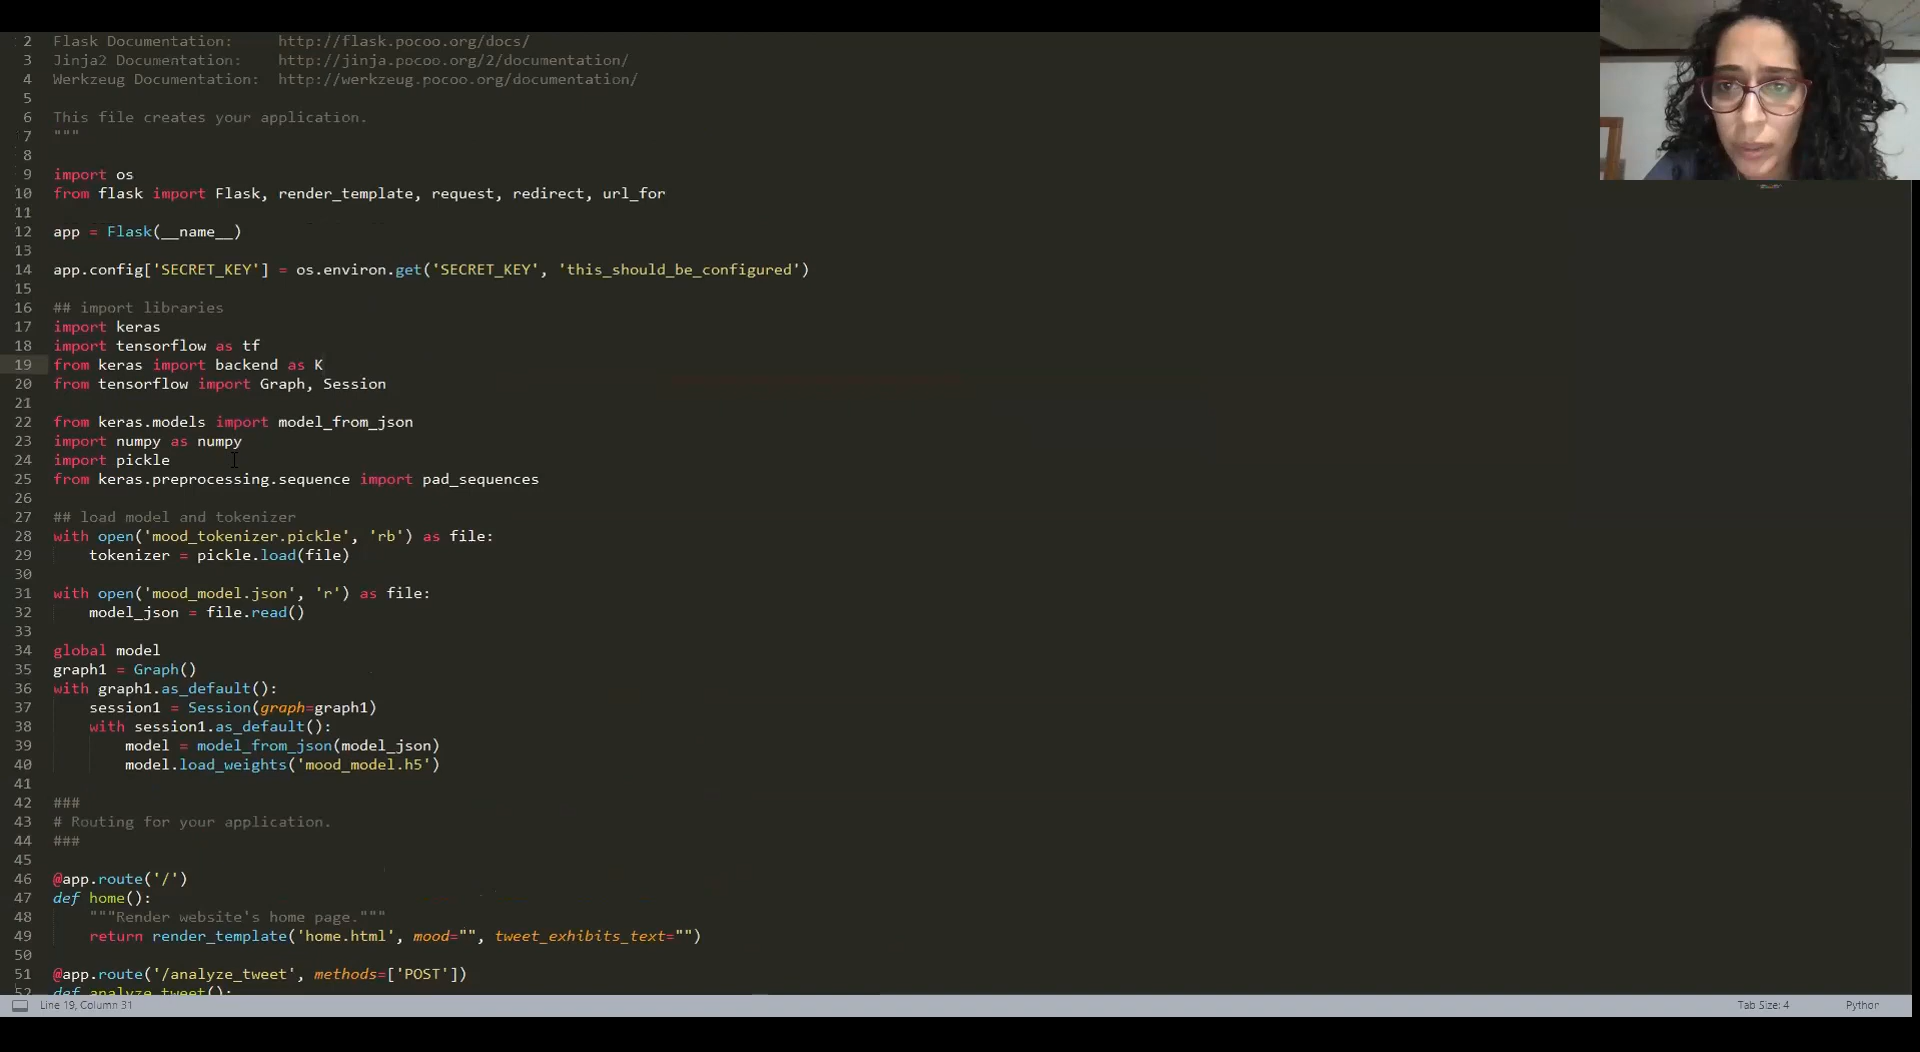 2 Flask Documentation: http://flask.pocoo.org/docs/
3 Jinja2 Documentation: http://jinja.pocoo.org/2/documentation/
4 Werkzeug Documentation: http://werkzeug.pocoo.org/documentation/
5
6 This file creates your application.
7 """
8
9 import os
10 from flask import Flask, render_template, request, redirect, url_for
11
12 app = Flask(__name__)
13
14 app.config['SECRET_KEY'] = os.environ.get('SECRET_KEY', 'this_should_be_configured')
15
16 ## import libraries
17 import keras
18 import tensorflow as tf
19 from keras import backend as K
20 from tensorflow import Graph, Session
21
22 from keras.models import model_from_json
23 import numpy as numpy
24 import pickle
25 from keras.preprocessing.sequence import pad_sequences
26
27 ## load model and tokenizer
28 with open('mood_tokenizer.pickle', 'rb') as file:
29     tokenizer = pickle.load(file)
30
31 with open('mood_model.json', 'r') as file:
32     model_json = file.read()
33
34 global model
35 graph1 = Graph()
36 with graph1.as_default():
37     session1 = Session(graph=graph1)
38     with session1.as_default():
39         model = model_from_json(model_json)
40         model.load_weights('mood_model.h5')
41
42 ###
43 # Routing for your application.
44 ###
45
46 @app.route('/')
47 def home():
48     """Render website's home page."""
49     return render_template('home.html', mood="", tweet_exhibits_text="")
50
51 @app.route('/analyze_tweet', methods=['POST'])
52 def analyze_tweet():
Line 19, Column 31
Tab Size: 4
Python